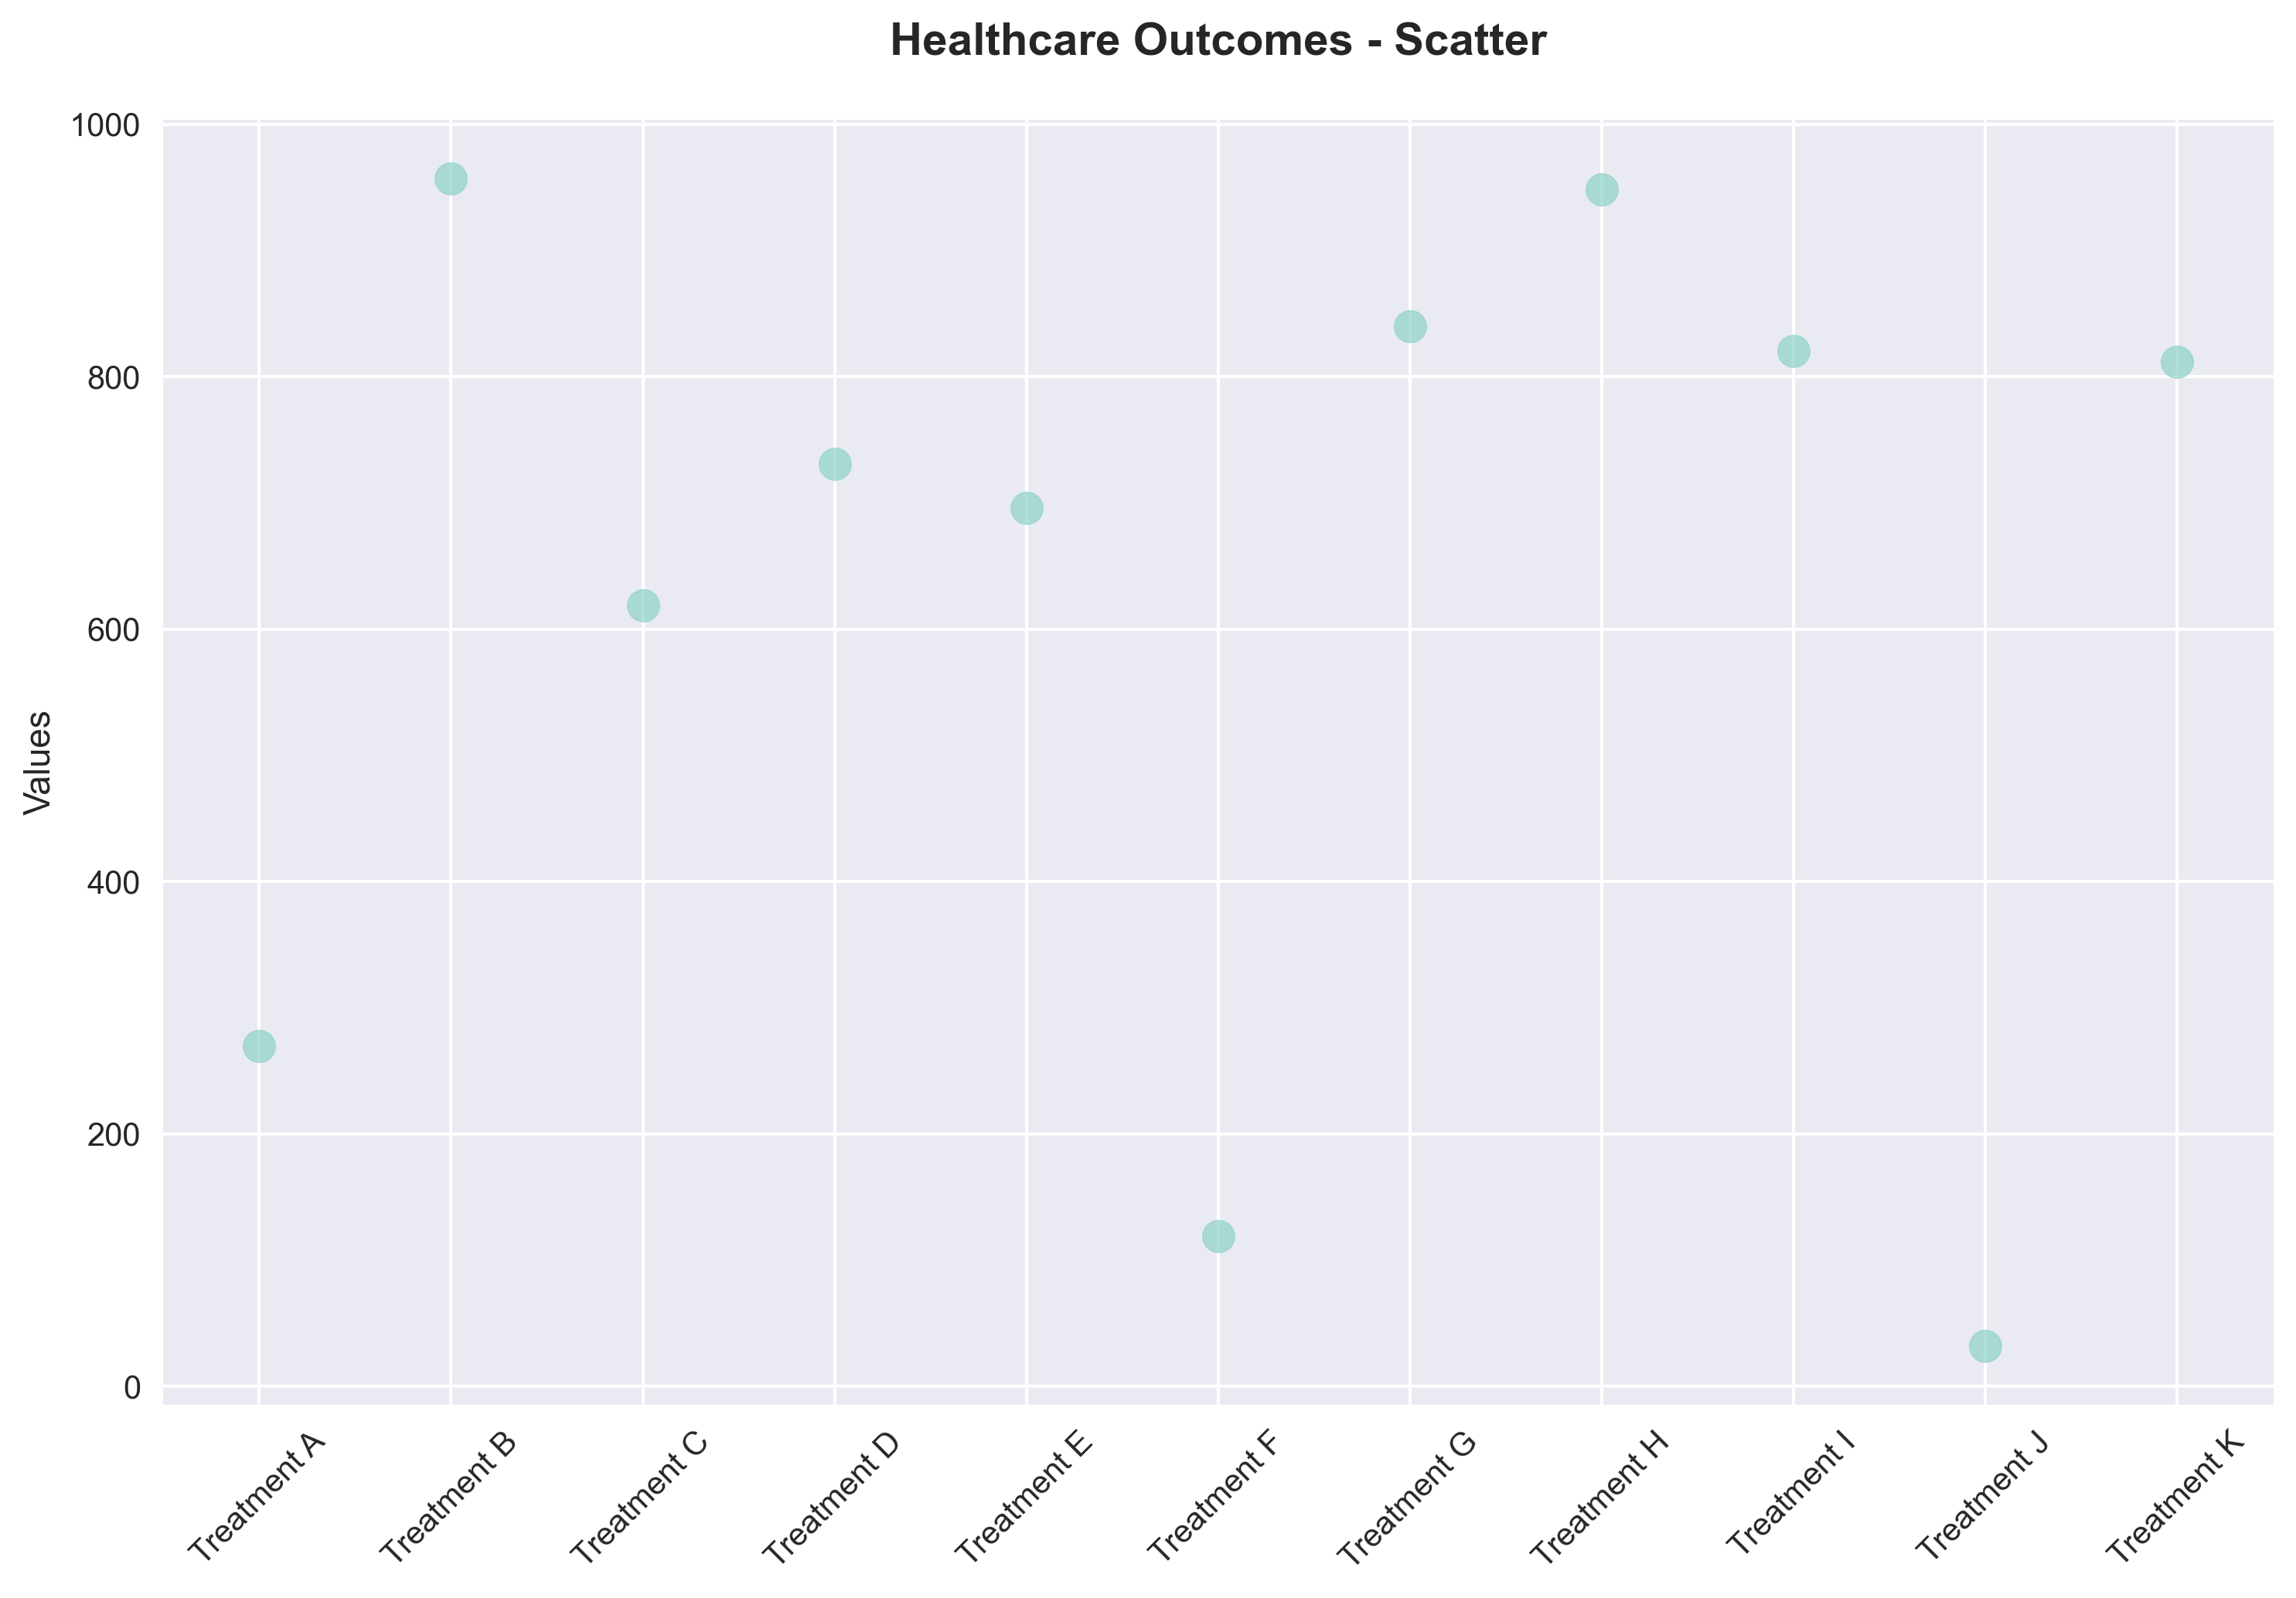 Healthcare Outcomes - Scatter
1000
800
600
400
200
0
Values
Treatment A
Treatment B
Treatment C
Treatment D
Treatment E
Treatment F
Treatment G
Treatment H
Treatment I
Treatment J
Treatment K